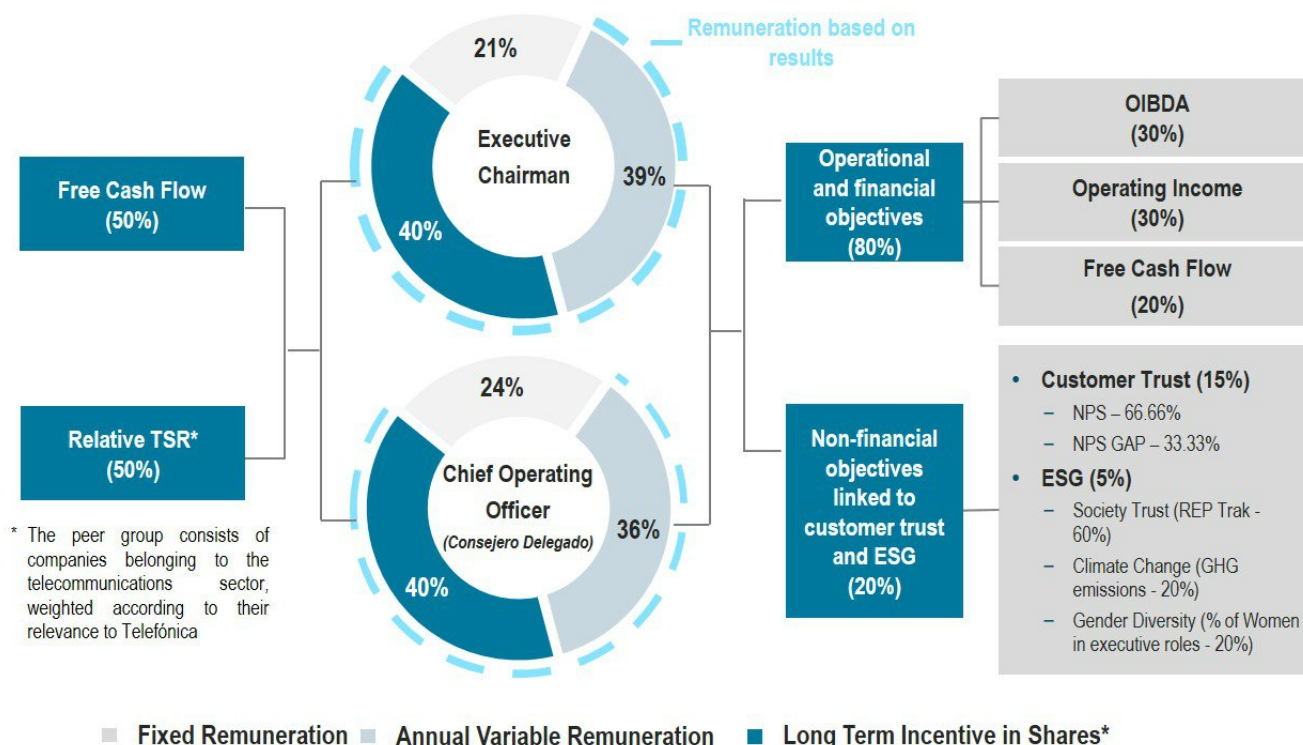 Remuneration based on
results
21%
Executive
Chairman
39%
40%
Free Cash Flow
(50%)
Relative TSR*
(50%)
* The peer group consists of
companies belonging to the
telecommunications sector,
weighted according to their
relevance to Telefónica
24%
Chief Operating
Officer
(Consejero Delegado)
36%
40%
Operational
and financial
objectives
(80%)
OIBDA
(30%)
Operating Income
(30%)
Free Cash Flow
(20%)
Non-financial
objectives
linked to
customer trust
and ESG
(20%)
• Customer Trust (15%)
– NPS – 66.66%
– NPS GAP – 33.33%
• ESG (5%)
– Society Trust (REP Trak -
60%)
– Climate Change (GHG
emissions - 20%)
– Gender Diversity (% of Women
in executive roles - 20%)
Fixed Remuneration Annual Variable Remuneration Long Term Incentive in Shares*